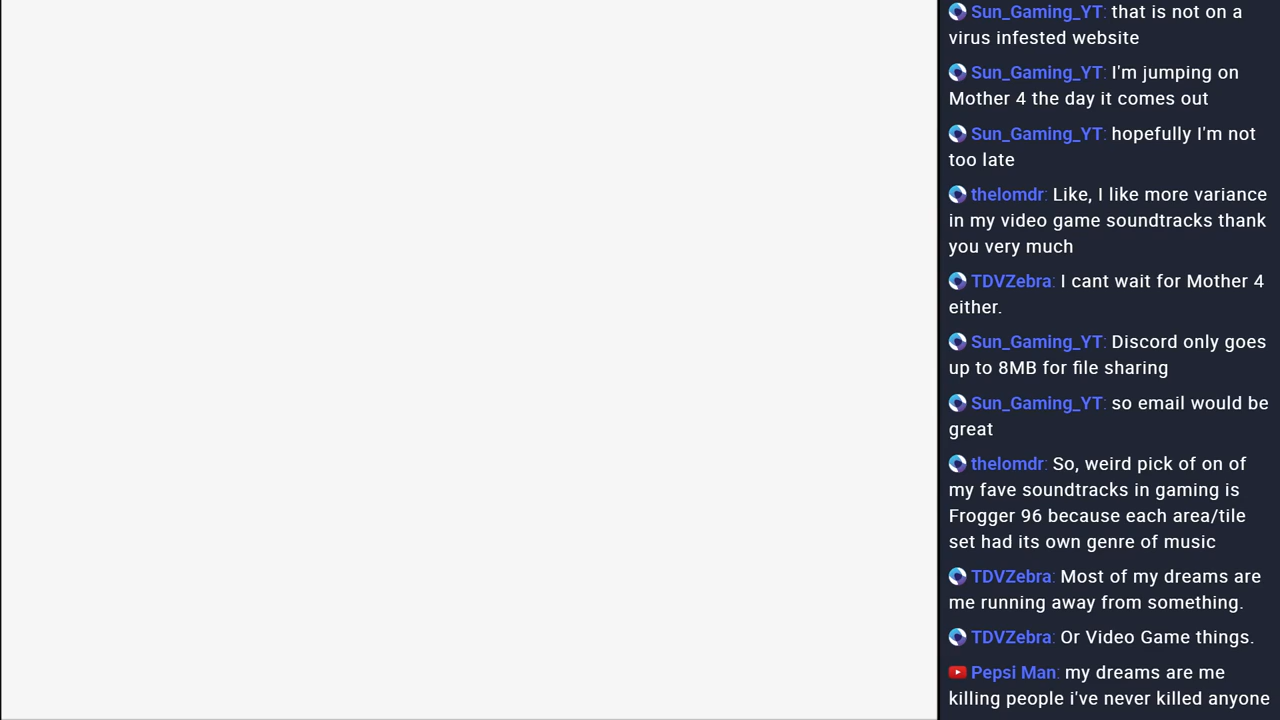 Sun_Gaming_YT: that is not on a
virus infested website
Sun_Gaming_YT: I'm jumping on
Mother 4 the day it comes out
Sun_Gaming_YT: hopefully I'm not
too late
thelomdr: Like, I like more variance
in my video game soundtracks thank
you very much
TDVZebra: I cant wait for Mother 4
either.
Sun_Gaming_YT: Discord only goes
up to 8MB for file sharing
Sun_Gaming_YT: so email would be
great
thelomdr: So, weird pick of on of
my fave soundtracks in gaming is
Frogger 96 because each area/tile
set had its own genre of music
TDVZebra: Most of my dreams are
me running away from something.
TDVZebra: Or Video Game things.
Pepsi Man: my dreams are me
killing people i've never killed anyone